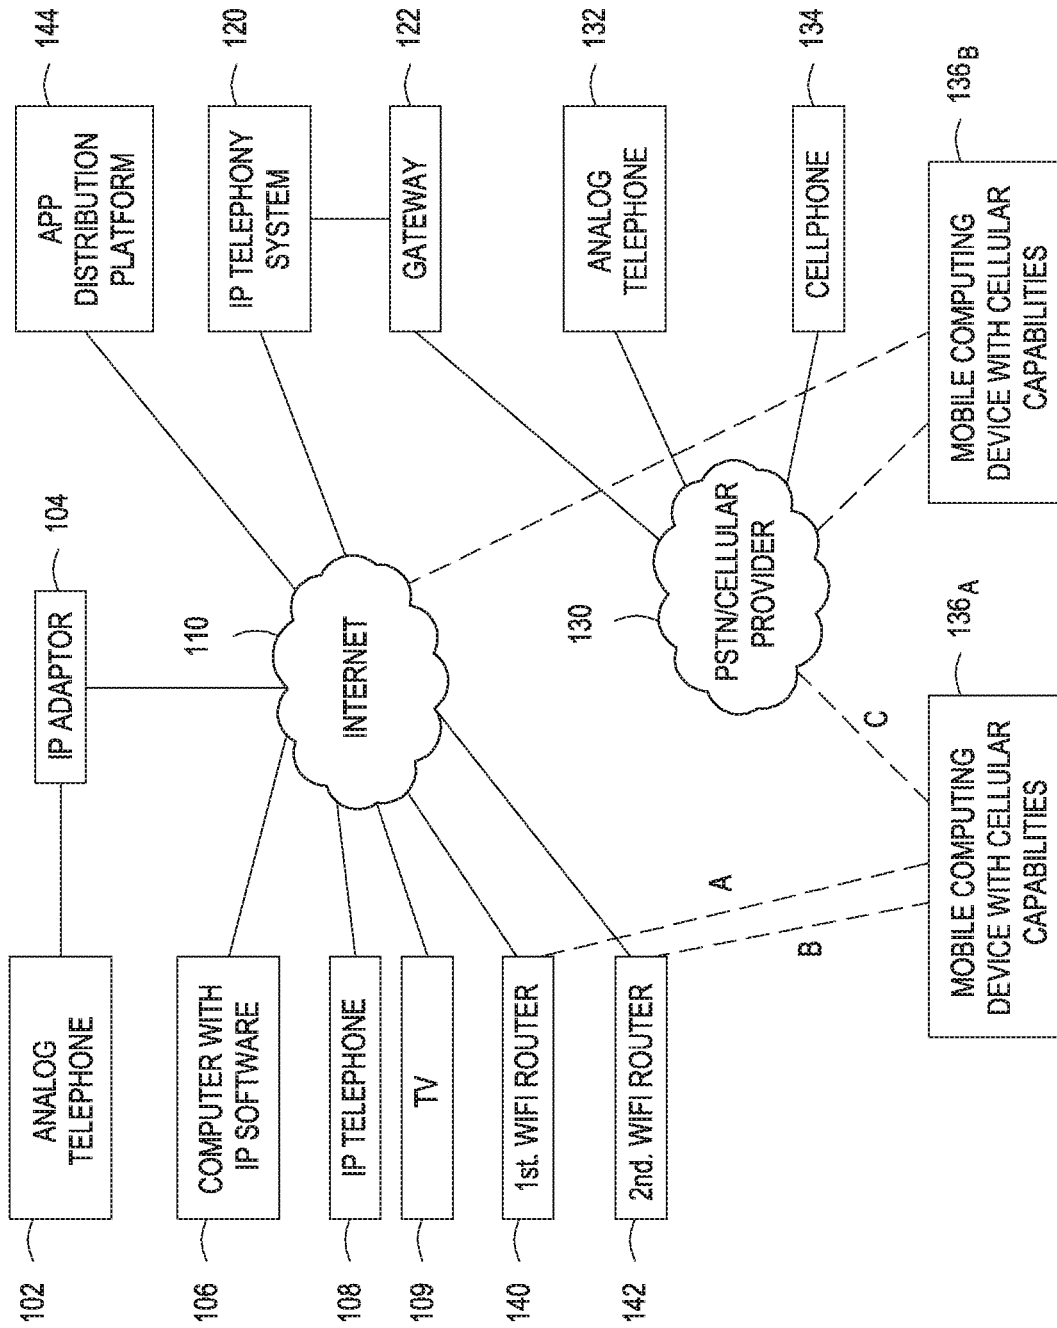 102
ANALOG
TELEPHONE
IP ADAPTOR
104
144
APP
DISTRIBUTION
PLATFORM
106
COMPUTER WITH
IP SOFTWARE
110
120
IP TELEPHONY
SYSTEM
108
IP TELEPHONE
INTERNET
122
GATEWAY
109
TV
140
1st. WIFI ROUTER
142
2nd. WIFI ROUTER
132
ANALOG
TELEPHONE
130
PSTN/CELLULAR
PROVIDER
134
CELLPHONE
A
B
C
136A
MOBILE COMPUTING
DEVICE WITH CELLULAR
CAPABILITIES
136B
MOBILE COMPUTING
DEVICE WITH CELLULAR
CAPABILITIES